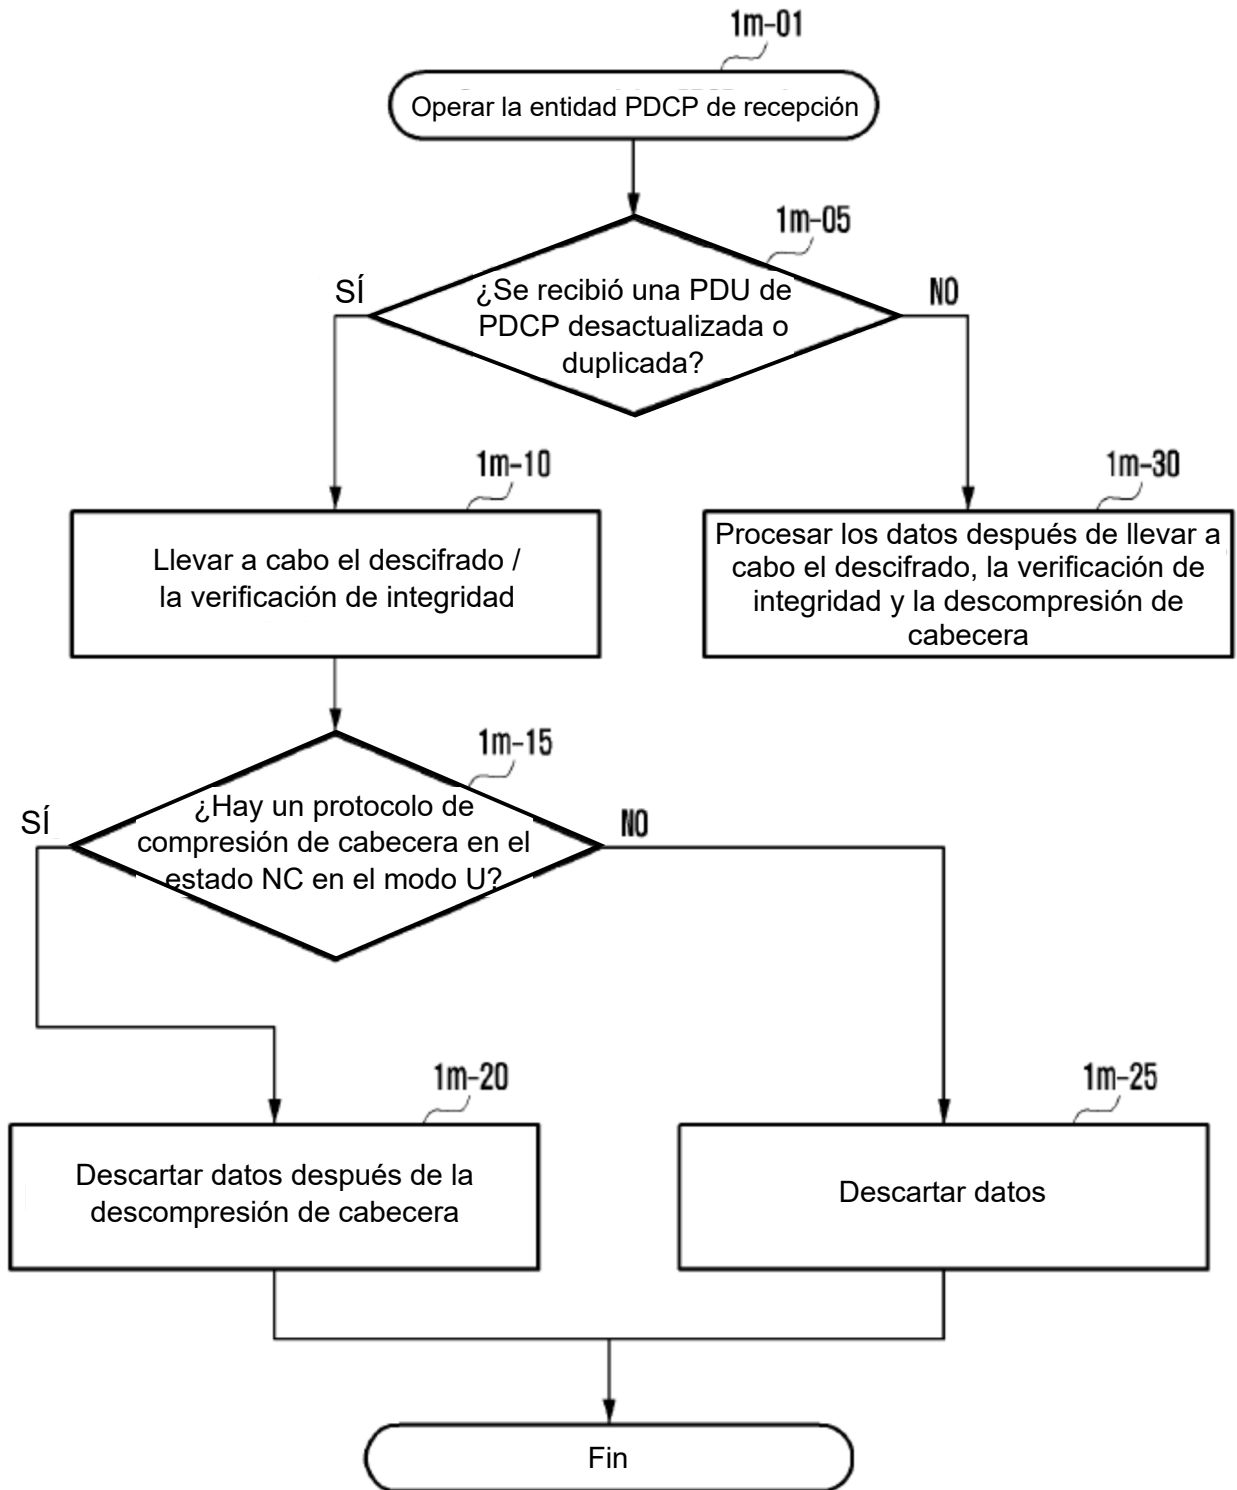 1m-01
Operar la entidad PDCP de recepción
1m-05
¿Se recibió una PDU de
PDCP desactualizada o
duplicada?
SÍ
NO
1m-10
Llevar a cabo el descifrado /
la verificación de integridad
1m-30
Procesar los datos después de llevar a
cabo el descifrado, la verificación de
integridad y la descompresión de
cabecera
1m-15
¿Hay un protocolo de
compresión de cabecera en el
estado NC en el modo U?
SÍ
NO
1m-20
Descartar datos después de la
descompresión de cabecera
1m-25
Descartar datos
Fin